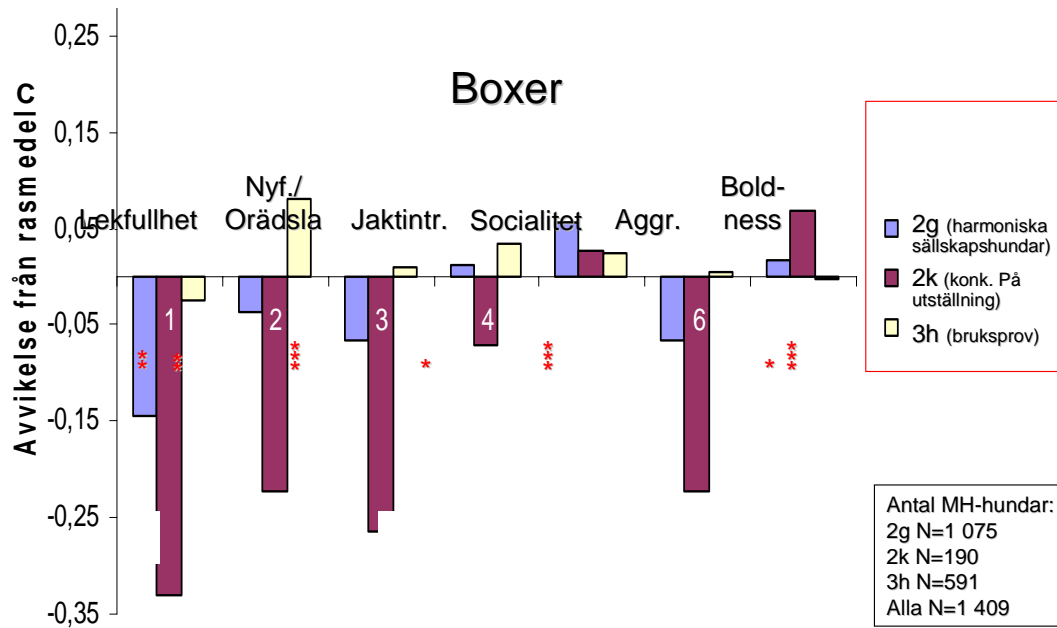 Boxer
Avvikelse från rasmedel C
0,35
0,25
0,15
0,05
-0,05
-0,15
-0,25
-0,35
Lekfullhet
Nyf./
Orädsla
Jaktintr.
Socialitet
Aggr.
Bold-
ness
1
2
3
4
6
**
**
***
*
***
*
***
2g (harmoniska
sällskapshundar)
2k (konk. På
utställning)
3h (bruksprov)
Antal MH-hundar:
2g N=1 075
2k N=190
3h N=591
Alla N=1 409